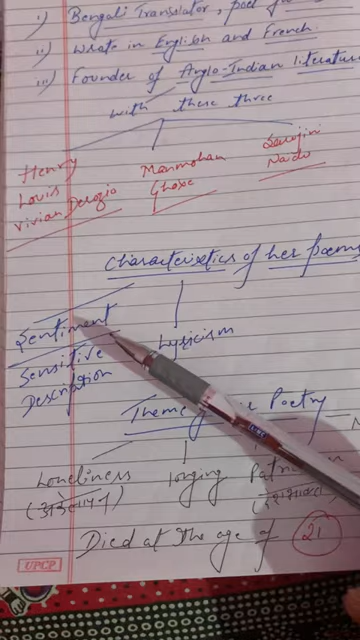 i) Bengali Translator, poet
ii) Wrote in English and French
iii) Founder of Anglo-Indian literature
with these three
Henry Louis Vivian Derozio
Manmohan Ghose
Sarojini Naidu
Characteristics of her poems
Sentiment
Lyricism
Sensitive
Description
Theme Poetry
Loneliness
longing
(अकेलापन)
Died at the age of 21
UPCP